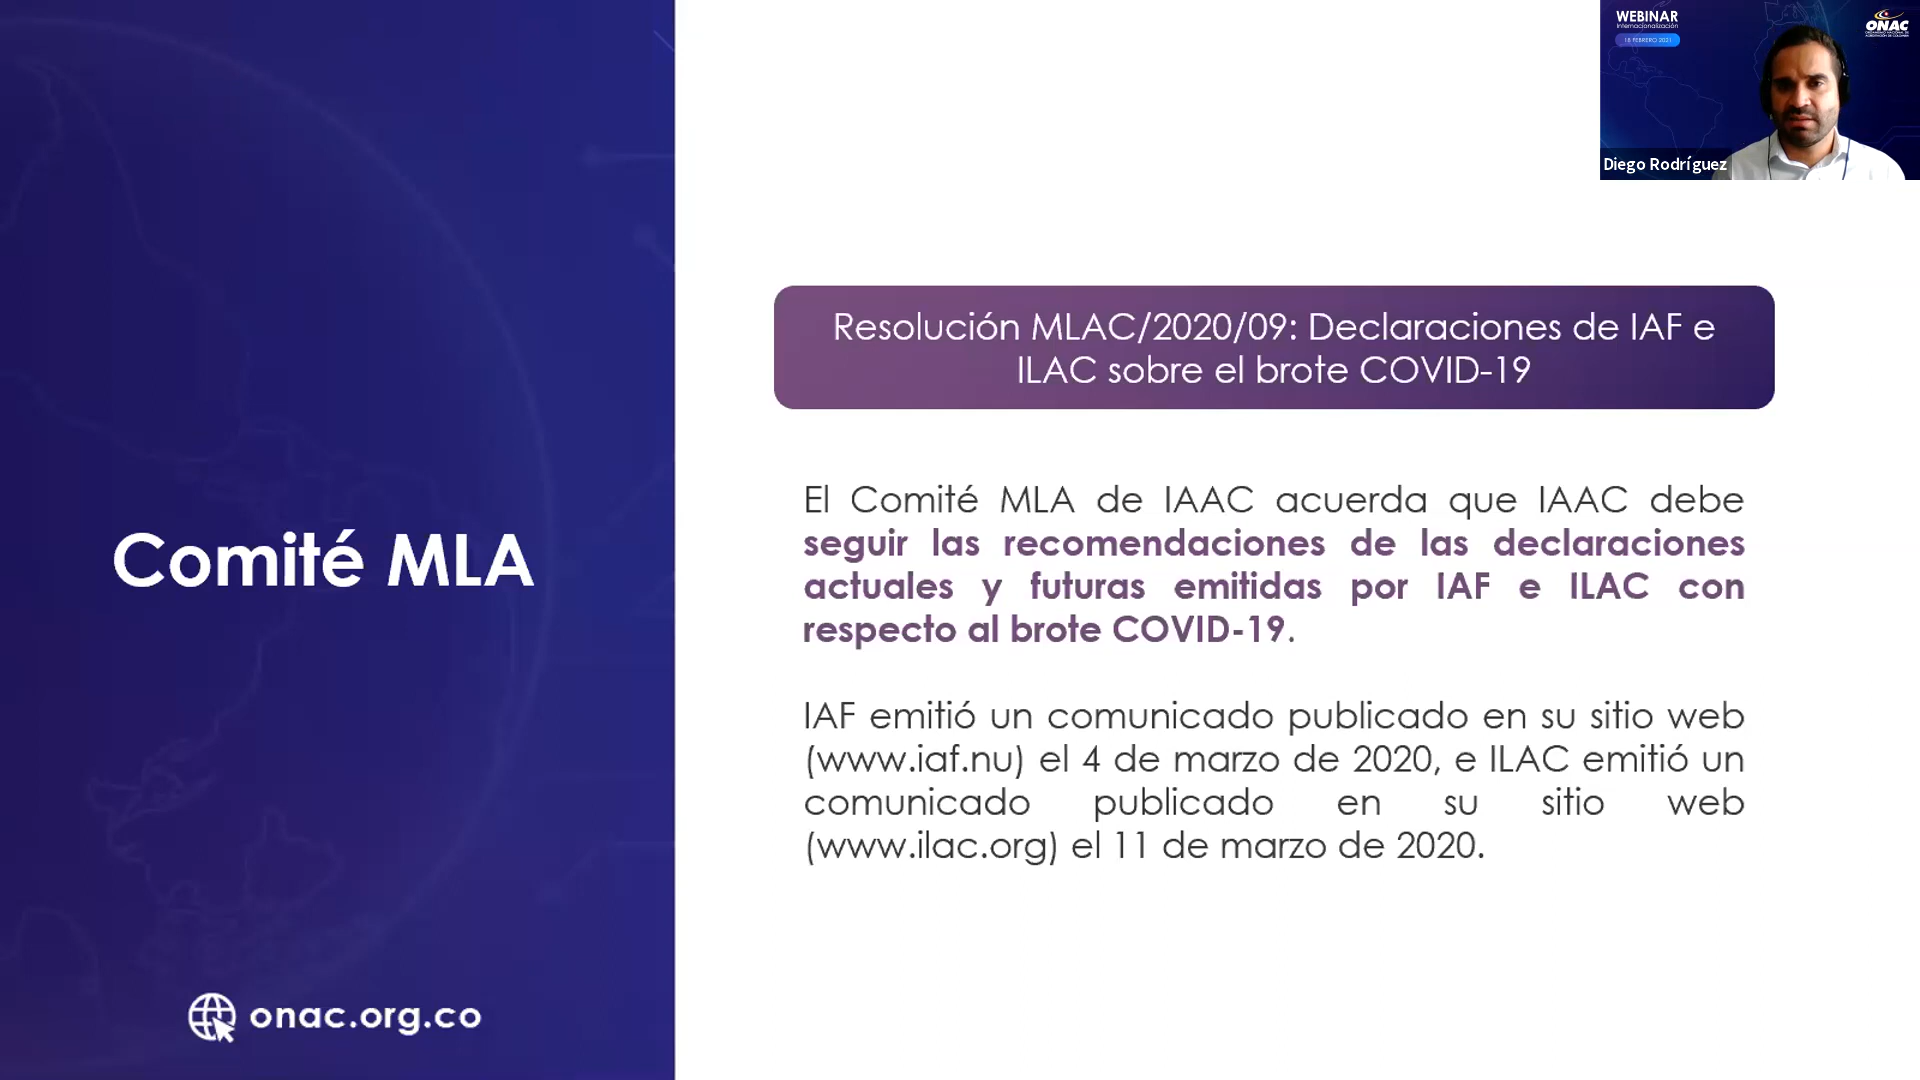 WEBINAR
Internacionalización
18 FEBRERO 2021
ONAC
Diego Rodríguez
Resolución MLAC/2020/09: Declaraciones de IAF e
ILAC sobre el brote COVID-19
El Comité MLA de IAAC acuerda que IAAC debe
seguir las recomendaciones de las declaraciones
actuales y futuras emitidas por IAF e ILAC con
respecto al brote COVID-19.
IAF emitió un comunicado publicado en su sitio web
(www.iaf.nu) el 4 de marzo de 2020, e ILAC emitió un
comunicado publicado en su sitio web
(www.ilac.org) el 11 de marzo de 2020.
Comité MLA
onac.org.co